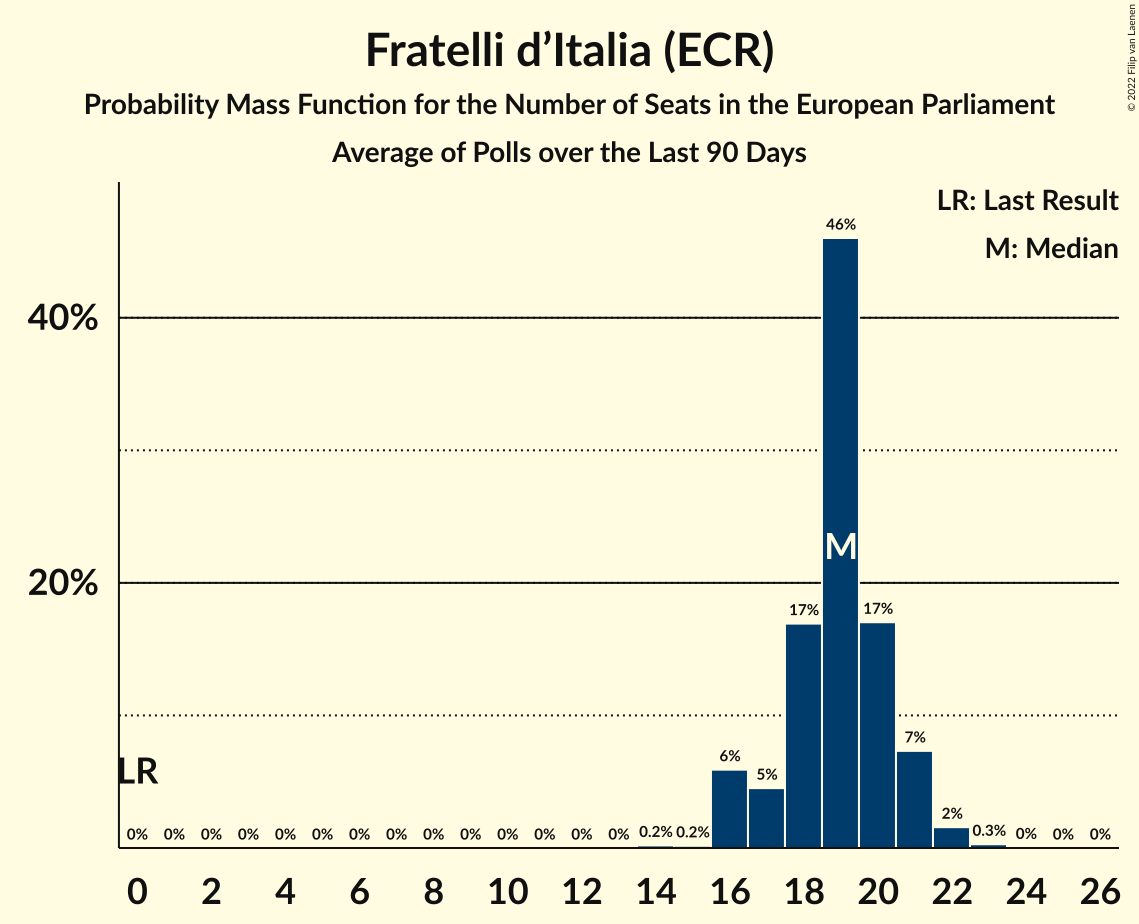 Fratelli d’Italia (ECR)
Probability Mass Function for the Number of Seats in the European Parliament
Average of Polls over the Last 90 Days
© 2022 Filip van Laenen
LR: Last Result
M: Median
46%
40%
M
20%
17% 17%
7%
6%
5%
LR
2%
0% 0% 0% 0% 0% 0% 0% 0% 0% 0% 0% 0% 0% 0% 0.2% 0.2% 0.3% 0% 0% 0%
0 2 4 6 8 10 12 14 16 18 20 22 24 26